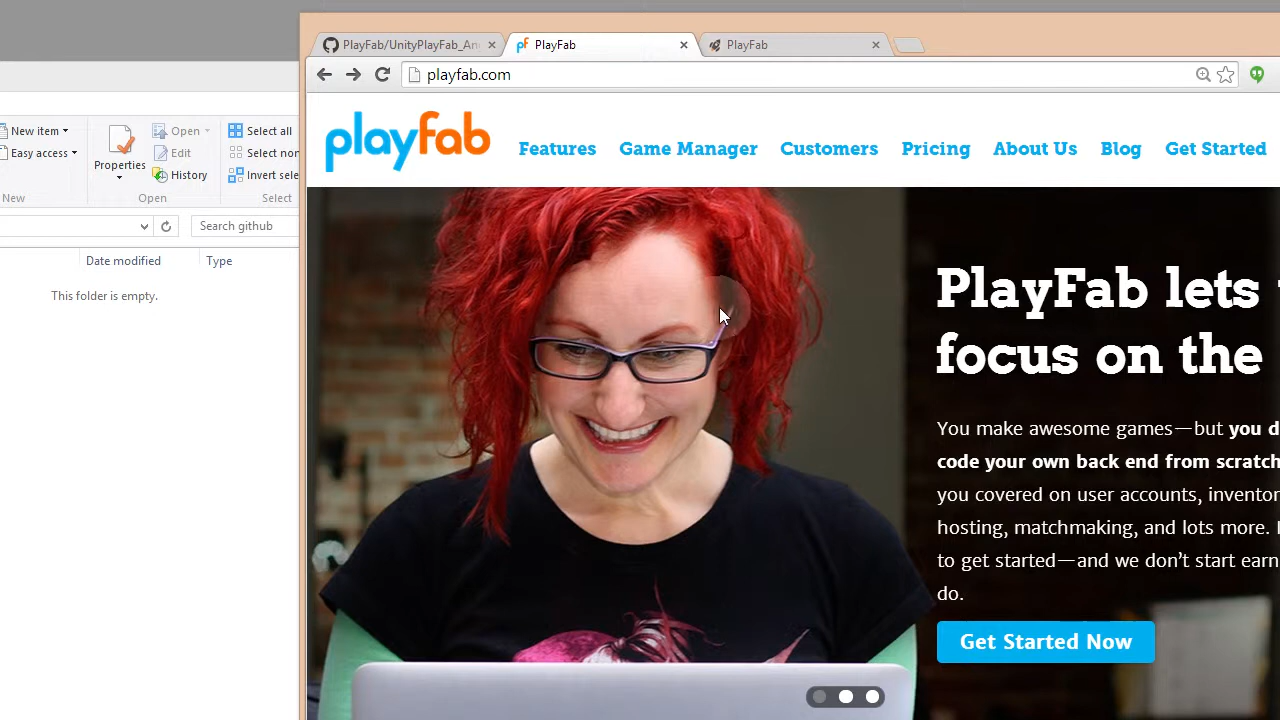 PlayFab/UnityPlayFab_An
PlayFab
PlayFab
playfab.com
New item
Easy access
Properties
Open
Edit
History
Select all
Select non
Invert sele
New
Open
Select
Search github
Date modified
Type
This folder is empty.
playfab
Features
Game Manager
Customers
Pricing
About Us
Blog
Get Started
PlayFab lets
focus on the
You make awesome games—but you d
code your own back end from scratch
you covered on user accounts, inventor
hosting, matchmaking, and lots more.
to get started—and we don't start earn
do.
Get Started Now